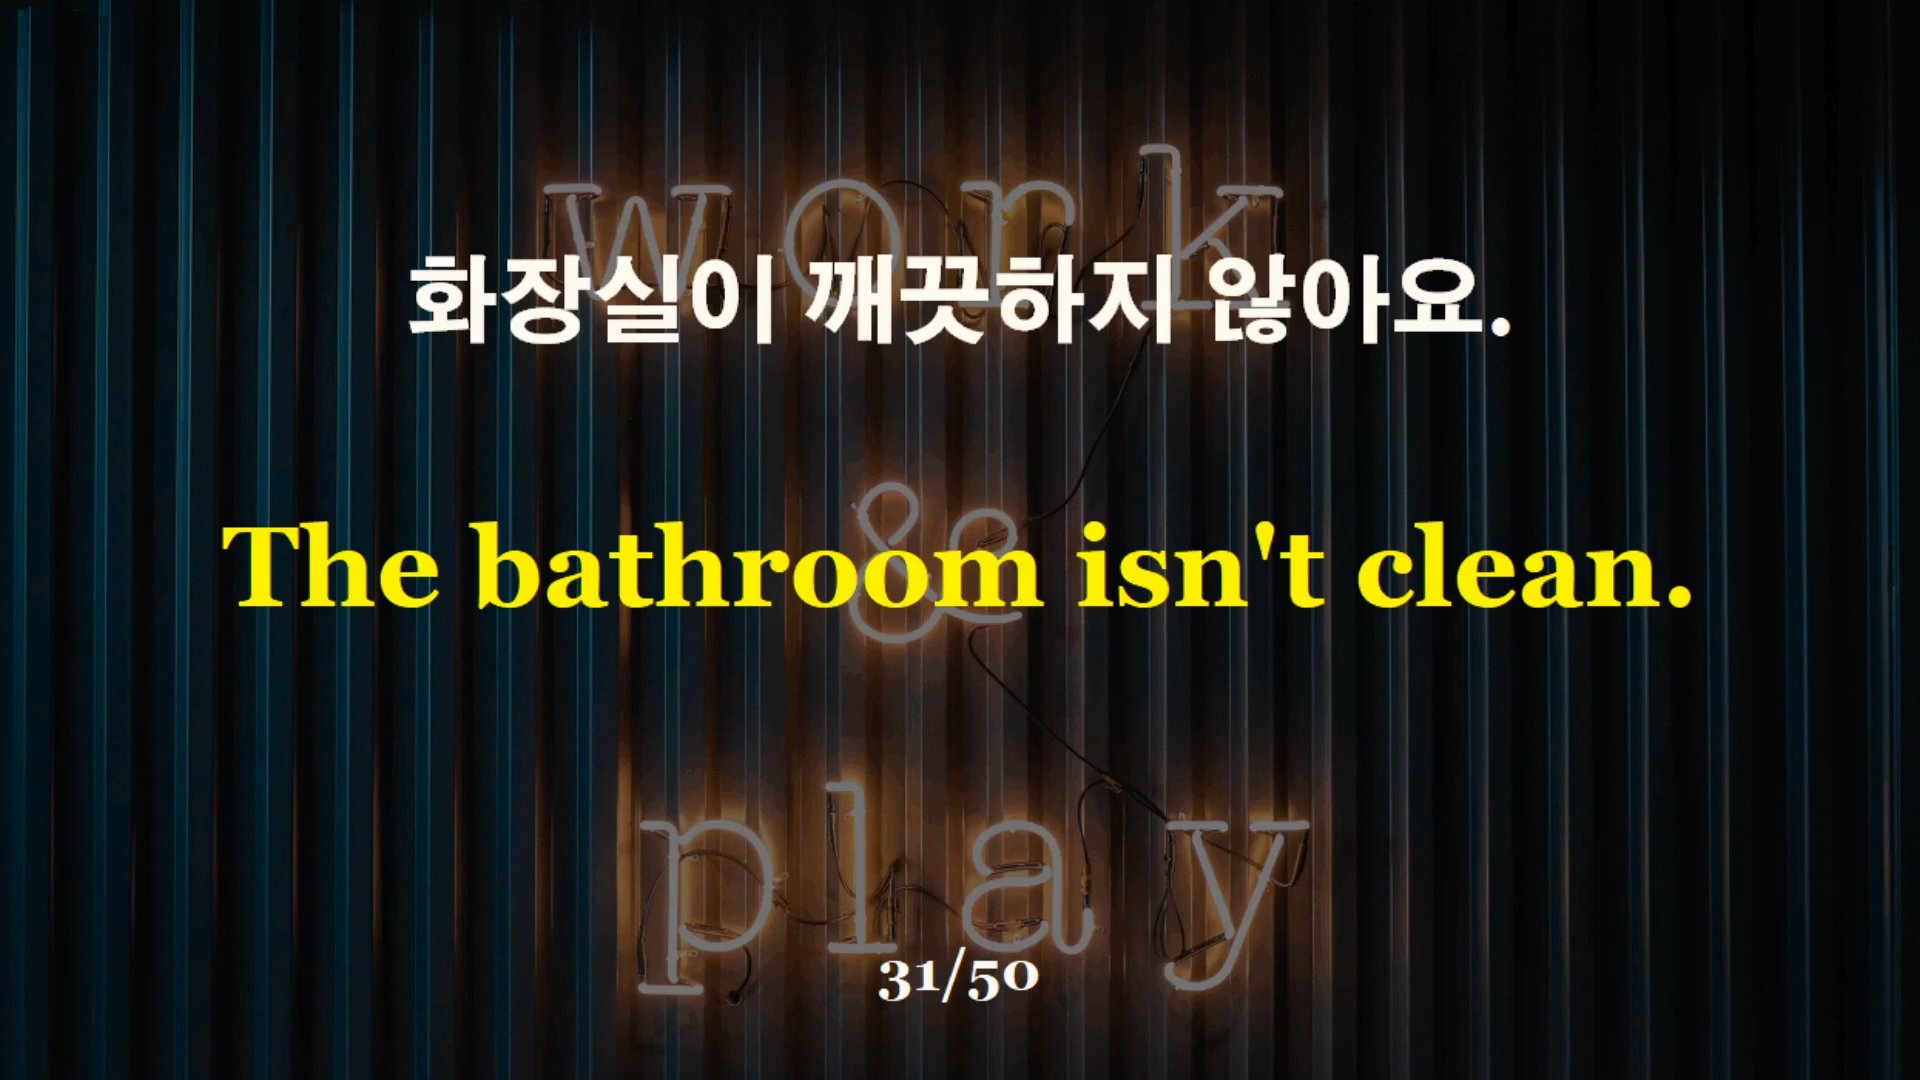 work
화장실이 깨끗하지 않아요.
&
The bathroom isn't clean.
play
31/50